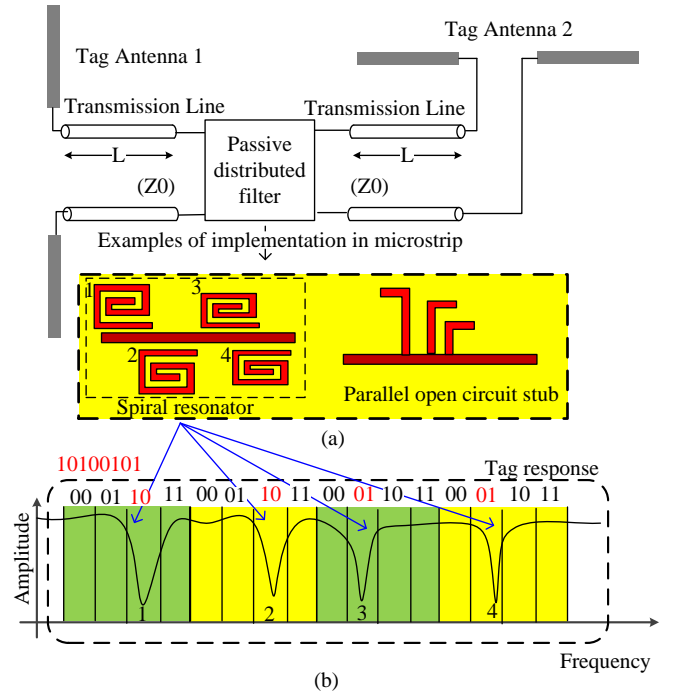 Tag Antenna 1
Tag Antenna 2
Transmission Line
Transmission Line
L
L
Passive
distributed
filter
(Z0)
(Z0)
Examples of implementation in microstrip
1
3
2
4
Spiral resonator
Parallel open circuit stub
(a)
10100101
Tag response
00 01 10 11 00 01 10 11 00 01 10 11 00 01 10 11
Amplitude
1
2
3
4
Frequency
(b)